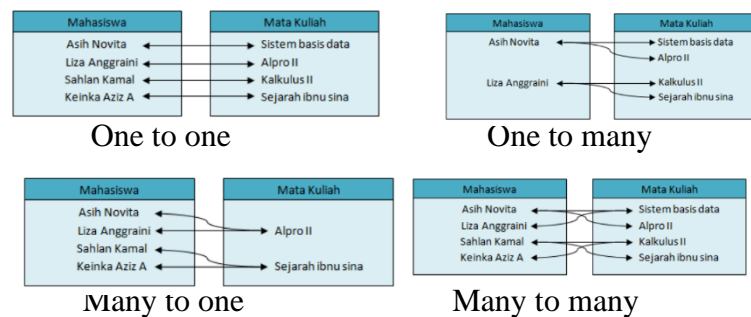 Mahasiswa Mata Kuliah
Asih Novita Sistem basis data
Liza Anggraini Alpro II
Sahlan Kamal Kalkulus II
Keinka Aziz A Sejarah ibnu sina
One to one
Mahasiswa Mata Kuliah
Asih Novita Sistem basis data
Alpro II
Liza Anggraini Kalkulus II
Sejarah ibnu sina
One to many
Mahasiswa Mata Kuliah
Asih Novita
Liza Anggraini Alpro II
Sahlan Kamal
Keinka Aziz A Sejarah ibnu sina
Many to one
Mahasiswa Mata Kuliah
Asih Novita Sistem basis data
Liza Anggraini Alpro II
Sahlan Kamal Kalkulus II
Keinka Aziz A Sejarah ibnu sina
Many to many